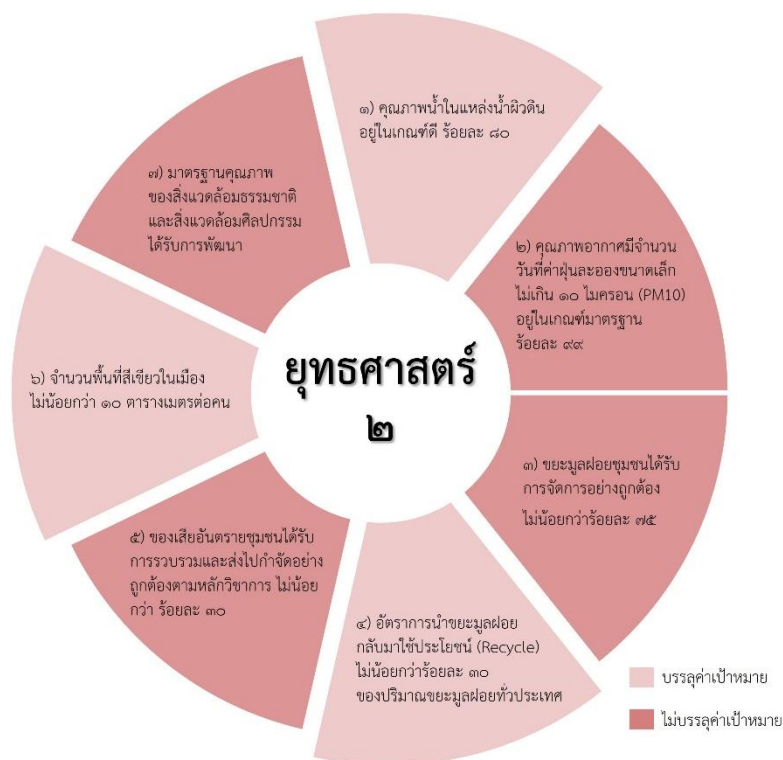 ๑) คุณภาพน้ำในแหล่งน้ำผิวดิน
อยู่ในเกณฑ์ดี ร้อยละ ๘๐
๒) คุณภาพอากาศมีจำนวน
วันที่ค่าฝุ่นละอองขนาดเล็ก
ไม่เกิน ๑๐ ไมครอน (PM10)
อยู่ในเกณฑ์มาตรฐาน
ร้อยละ ๙๙
๓) ขยะมูลฝอยชุมชนได้รับ
การจัดการอย่างถูกต้อง
ไม่น้อยกว่าร้อยละ ๗๕
๔) อัตราการนำขยะมูลฝอย
กลับมาใช้ประโยชน์ (Recycle)
ไม่น้อยกว่าร้อยละ ๓๐
ของปริมาณขยะมูลฝอยทั่วประเทศ
๕) ของเสียอันตรายชุมชนได้รับ
การรวบรวมและส่งไปกำจัดอย่าง
ถูกต้องตามหลักวิชาการ ไม่น้อย
กว่า ร้อยละ ๓๐
๖) จำนวนพื้นที่สีเขียวในเมือง
ไม่น้อยกว่า ๑๐ ตารางเมตรต่อคน
๗) มาตรฐานคุณภาพ
ของสิ่งแวดล้อมธรรมชาติ
และสิ่งแวดล้อมศิลปกรรม
ได้รับการพัฒนา
ยุทธศาสตร์
๒
บรรลุค่าเป้าหมาย
ไม่บรรลุค่าเป้าหมาย